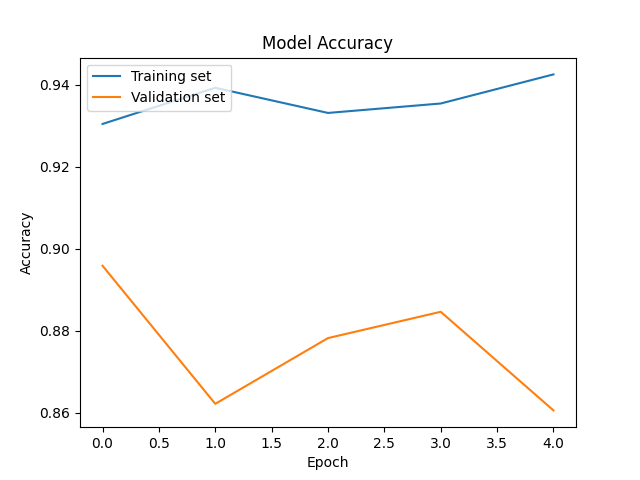 Model Accuracy
Training set
Validation set
0.94
0.92
0.90
0.88
0.86
Accuracy
0.0 0.5 1.0 1.5 2.0 2.5 3.0 3.5 4.0
Epoch